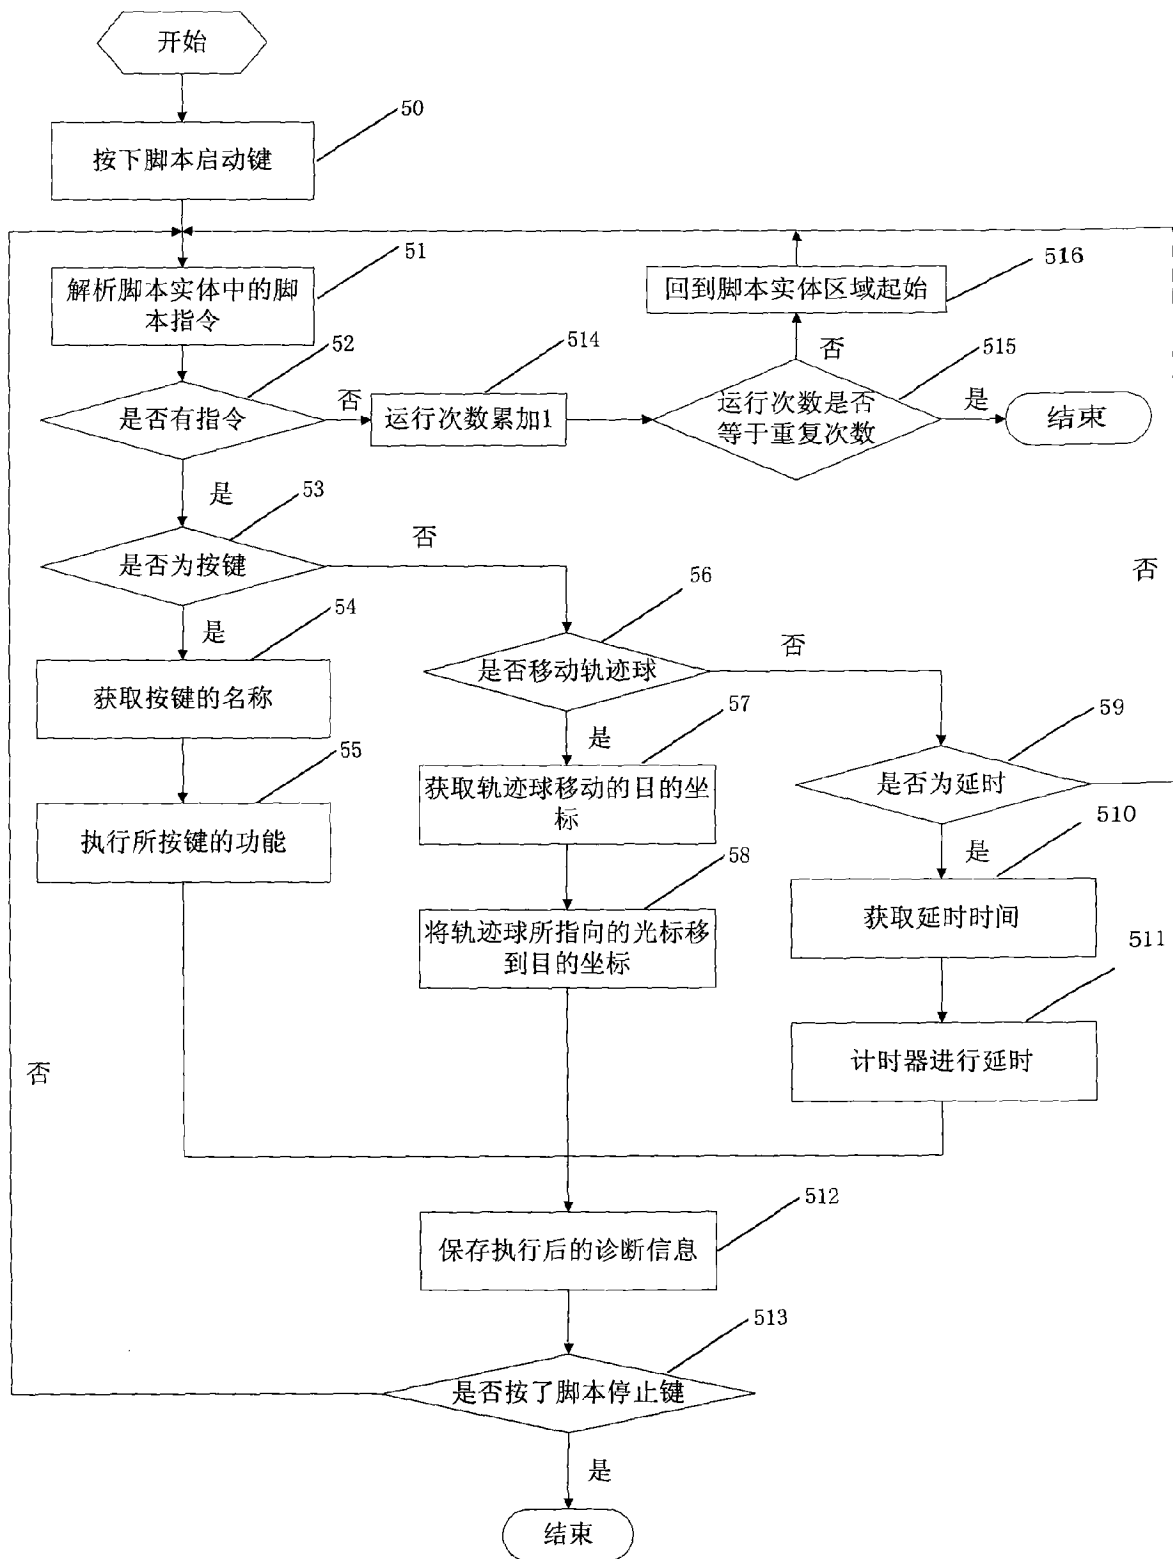 开始
50
按下脚本启动键
51
解析脚本实体中的脚
本指令
516
回到脚本实体区域起始
52
514
否
515
是否有指令
否
运行次数累加1
运行次数是否
等于重复次数
是
结束
是
53
否
是否为按键
否
56
54
是
是否移动轨迹球
否
获取按键的名称
57
是
59
55
获取轨迹球移动的目的坐
标
是否为延时
执行所按键的功能
510
58
是
获取延时时间
将轨迹球所指向的光标移
到目的坐标
511
计时器进行延时
否
512
保存执行后的诊断信息
513
是否按了脚本停止键
是
结束